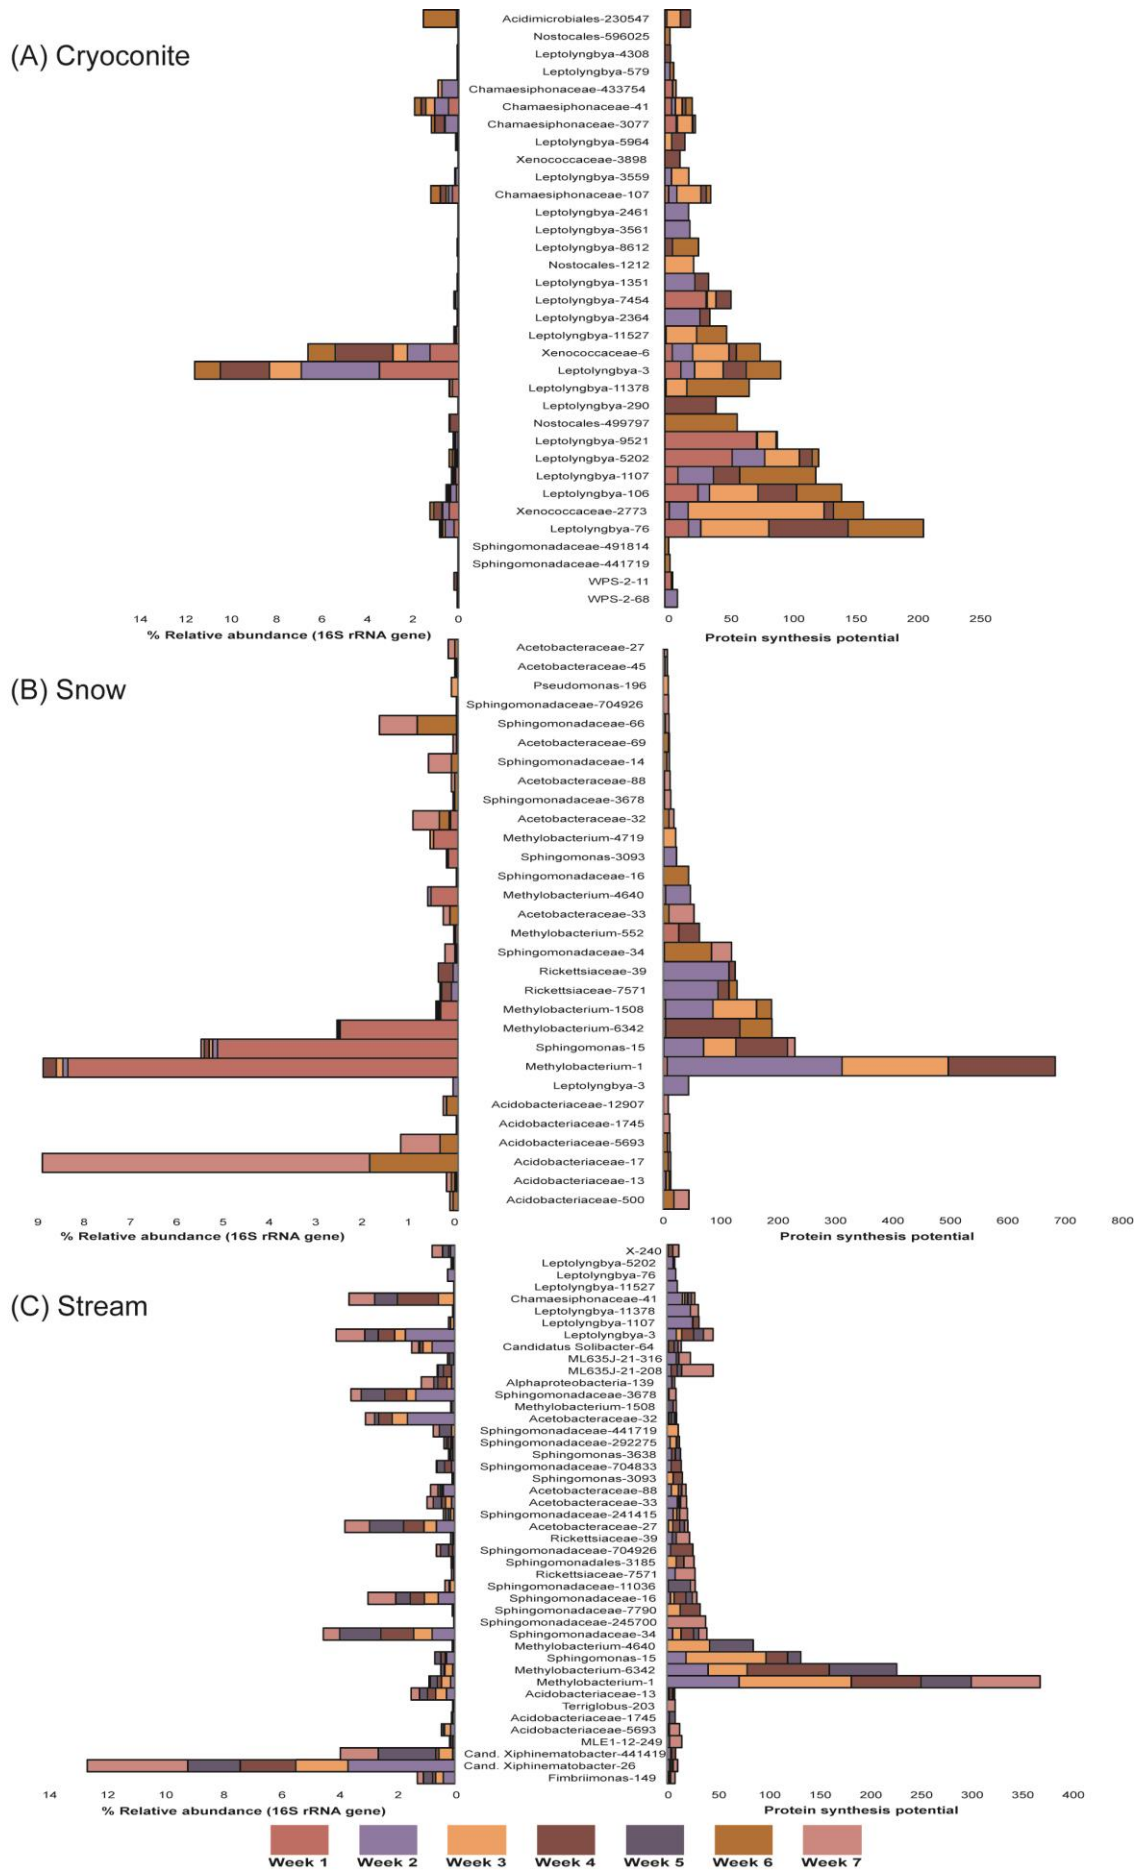 (A) Cryoconite
Acidimicrobiales-230547
Nostocales-596025
Leptolyngbya-4308
Leptolyngbya-579
Chamaesiphonaceae-433754
Chamaesiphonaceae-41
Chamaesiphonaceae-3077
Leptolyngbya-5964
Xenococcaceae-3898
Leptolyngbya-3559
Chamaesiphonaceae-107
Leptolyngbya-2461
Leptolyngbya-3561
Leptolyngbya-8612
Nostocales-1212
Leptolyngbya-1351
Leptolyngbya-7454
Leptolyngbya-2364
Leptolyngbya-11527
Xenococcaceae-6
Leptolyngbya-3
Leptolyngbya-11378
Leptolyngbya-290
Nostocales-499797
Leptolyngbya-9521
Leptolyngbya-5202
Leptolyngbya-1107
Leptolyngbya-106
Xenococcaceae-2773
Leptolyngbya-76
Sphingomonadaceae-491814
Sphingomonadaceae-441719
WPS-2-11
WPS-2-68
14 12 10 8 6 4 2 0 0 50 100 150 200 250
% Relative abundance (16S rRNA gene) Protein synthesis potential
(B) Snow
Acetobacteraceae-27
Acetobacteraceae-45
Pseudomonas-196
Sphingomonadaceae-704926
Sphingomonadaceae-66
Acetobacteraceae-69
Sphingomonadaceae-14
Acetobacteraceae-88
Sphingomonadaceae-3678
Acetobacteraceae-32
Methylobacterium-4719
Sphingomonas-3093
Sphingomonadaceae-16
Methylobacterium-4640
Acetobacteraceae-33
Methylobacterium-552
Sphingomonadaceae-34
Rickettsiaceae-39
Rickettsiaceae-7571
Methylobacterium-1508
Methylobacterium-6342
Sphingomonas-15
Methylobacterium-1
Leptolyngbya-3
Acidobacteriaceae-12907
Acidobacteriaceae-1745
Acidobacteriaceae-5693
Acidobacteriaceae-17
Acidobacteriaceae-13
Acidobacteriaceae-500
9 8 7 6 5 4 3 2 1 0 0 100 200 300 400 500 600 700 800
% Relative abundance (16S rRNA gene) Protein synthesis potential
(C) Stream
X-240
Leptolyngbya-5202
Leptolyngbya-76
Leptolyngbya-11527
Chamaesiphonaceae-41
Leptolyngbya-11378
Leptolyngbya-1107
Leptolyngbya-3
Candidatus Solibacter-64
ML635J-21-316
ML635J-21-208
Alphaproteobacteria-139
Sphingomonadaceae-3678
Methylobacterium-1508
Acetobacteraceae-32
Sphingomonadaceae-441719
Sphingomonadaceae-292275
Sphingomonas-3638
Sphingomonadaceae-704833
Sphingomonas-3093
Acetobacteraceae-88
Acetobacteraceae-33
Sphingomonadaceae-241415
Acetobacteraceae-27
Rickettsiaceae-39
Sphingomonadaceae-704926
Sphingomonadales-3185
Rickettsiaceae-7571
Sphingomonadaceae-11036
Sphingomonadaceae-16
Sphingomonadaceae-7790
Sphingomonadaceae-245700
Sphingomonadaceae-34
Methylobacterium-4640
Sphingomonas-15
Methylobacterium-6342
Methylobacterium-1
Acidobacteriaceae-13
Terriglobus-203
Acidobacteriaceae-1745
Acidobacteriaceae-5693
MLE1-12-249
Cand. Xiphinematobacter-441419
Cand. Xiphinematobacter-26
Fimbriimonas-149
14 12 10 8 6 4 2 0 0 100 200 300 400
% Relative abundance (16S rRNA gene) Protein synthesis potential
Week 1 Week 2 Week 3 Week 4 Week 5 Week 6 Week 7